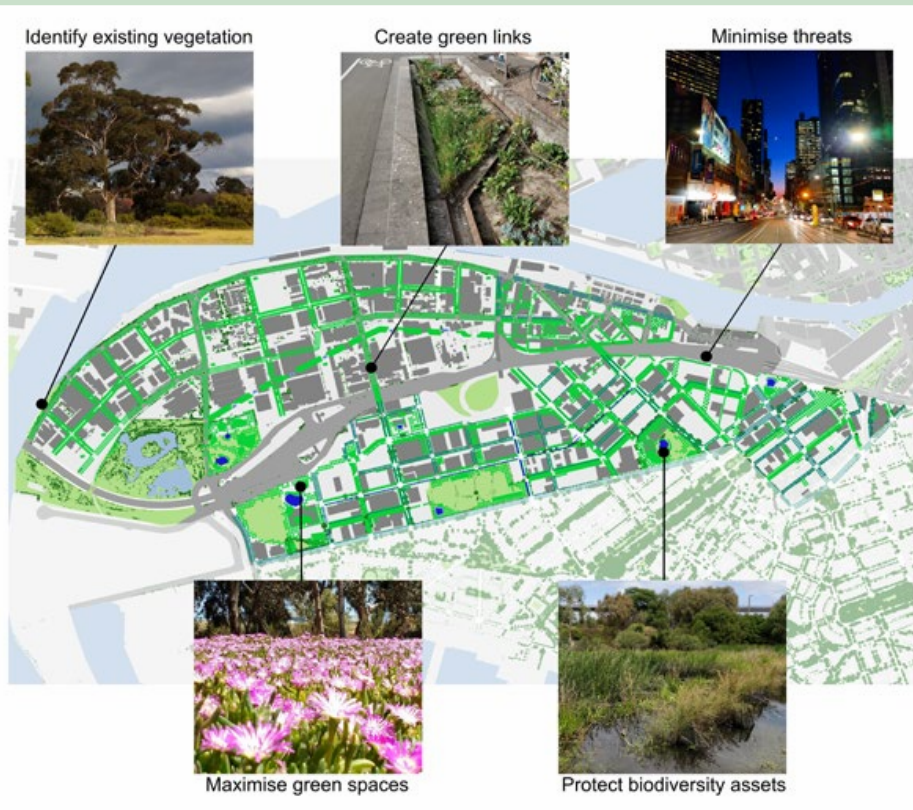 Identify existing vegetation
Create green links
Minimise threats
Maximise green spaces
Protect biodiversity assets